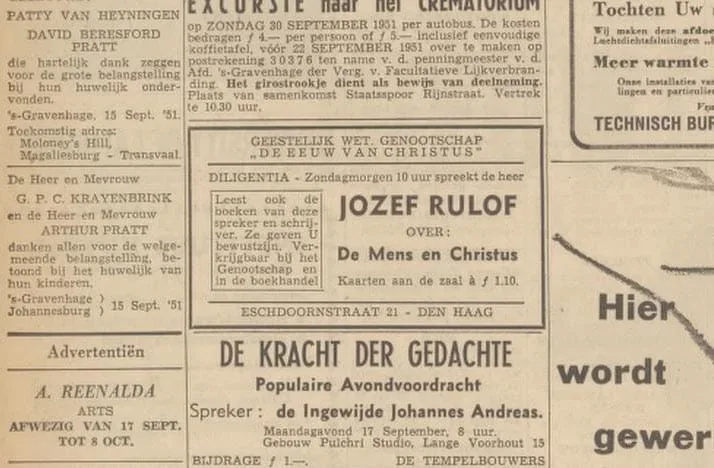 PATTY VAN HEYNINGEN
DAVID BERESFORD
PRATT
die hartelijk dank zeggen
voor de grote belangstelling
bij hun huwelijk onder-
vonden.
's-Gravenhage, 15 Sept. '51.
Toekomstig adres:
Moloney's Hill,
Magaliesburg - Transvaal.
De Heer en Mevrouw
G. P. C. KRAYENBRINK
en de Heer en Mevrouw
ARTHUR PRATT
danken allen voor de welge-
meende belangstelling, be-
toond bij het huwelijk van
hun kinderen.
's-Gravenhage )
Johannesburg ) 15 Sept. '51
Advertentiën
A. REENALDA
ARTS
AFWEZIG VAN 17 SEPT.
TOT 8 OCT.
EXCURSIE naar het CREMATORIUM
op ZONDAG 30 SEPTEMBER 1951 per autobus. De kosten
bedragen f 4.— per persoon of f 5.— inclusief eenvoudige
koffietafel, vóór 22 SEPTEMBER 1951 over te maken op
postrekening 30376 ten name v. d. penningmeester v. d.
Afd. 's-Gravenhage der Verg. v. Facultatieve Lijkverbran-
ding. Het girostrookje dient als bewijs van deelneming.
Plaats van samenkomst Staatsspoor Rijnstraat. Vertrek
te 10.30 uur.
GEESTELIJK WET. GENOOTSCHAP
„DE EEUW VAN CHRISTUS"
DILIGENTIA - Zondagmorgen 10 uur spreekt de heer
Leest ook de
boeken van deze
spreker en schrij-
ver. Ze geven U
bewustzijn. Ver-
krijgbaar bij het
Genootschap en
in de boekhandel
JOZEF RULOF
OVER:
De Mens en Christus
Kaarten aan de zaal à f 1.10.
ESCHDOORNSTRAAT 21 - DEN HAAG
DE KRACHT DER GEDACHTE
Populaire Avondvoordracht
Spreker: de Ingewijde Johannes Andreas.
Maandagavond 17 September, 8 uur.
Gebouw Pulchri Studio, Lange Voorhout 15
BIJDRAGE f 1.—. DE TEMPELBOUWERS
Tochten Uw
Wij maken deze afdoe
Luchtdichtafsluitingen
Meer warmte
Onze installaties va
lingen en particulie
TECHNISCH BUR
Hier
wordt
gewer